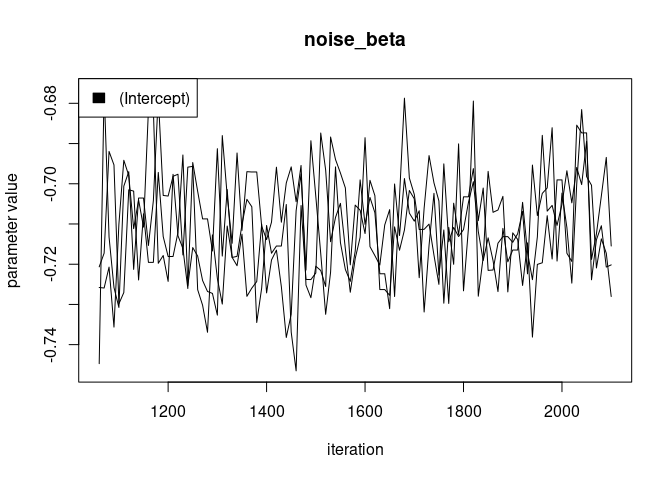 noise_beta
(Intercept)
-0.68
-0.70
-0.72
-0.74
parameter value
1200 1400 1600 1800 2000
iteration